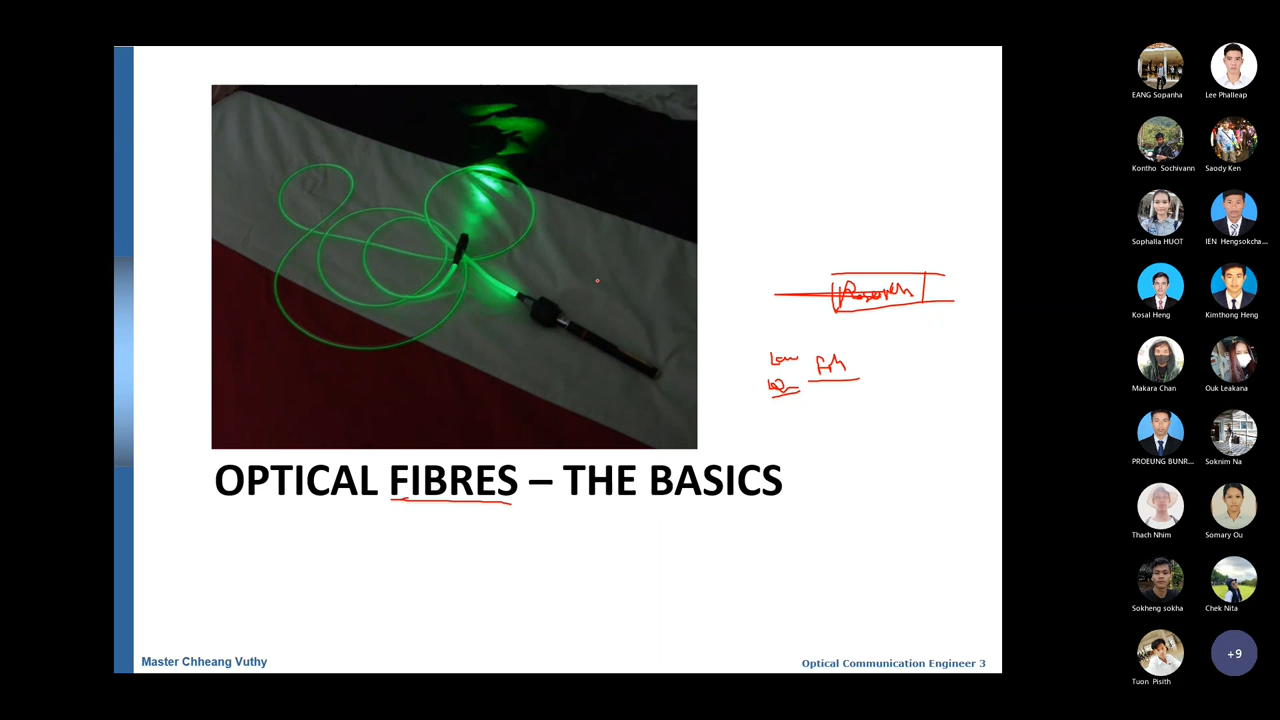 EANG Sopanha
Lee Phalleap
Kontho Sochivann
Saody Ken
Sophalla HUOT
IEN Hengsokcha...
Kosal Heng
Kimthong Heng
Makara Chan
Ouk Leakana
PROEUNG BUNR...
Soknim Na
OPTICAL FIBRES – THE BASICS
Thach Nhim
Somary Ou
Sokheng sokha
Chek Nita
+9
Tuon Pisith
Master Chheang Vuthy
Optical Communication Engineer 3